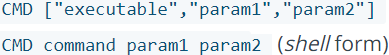 CMD ["executable","param1","param2"]
CMD command param1 param2 (shell form)